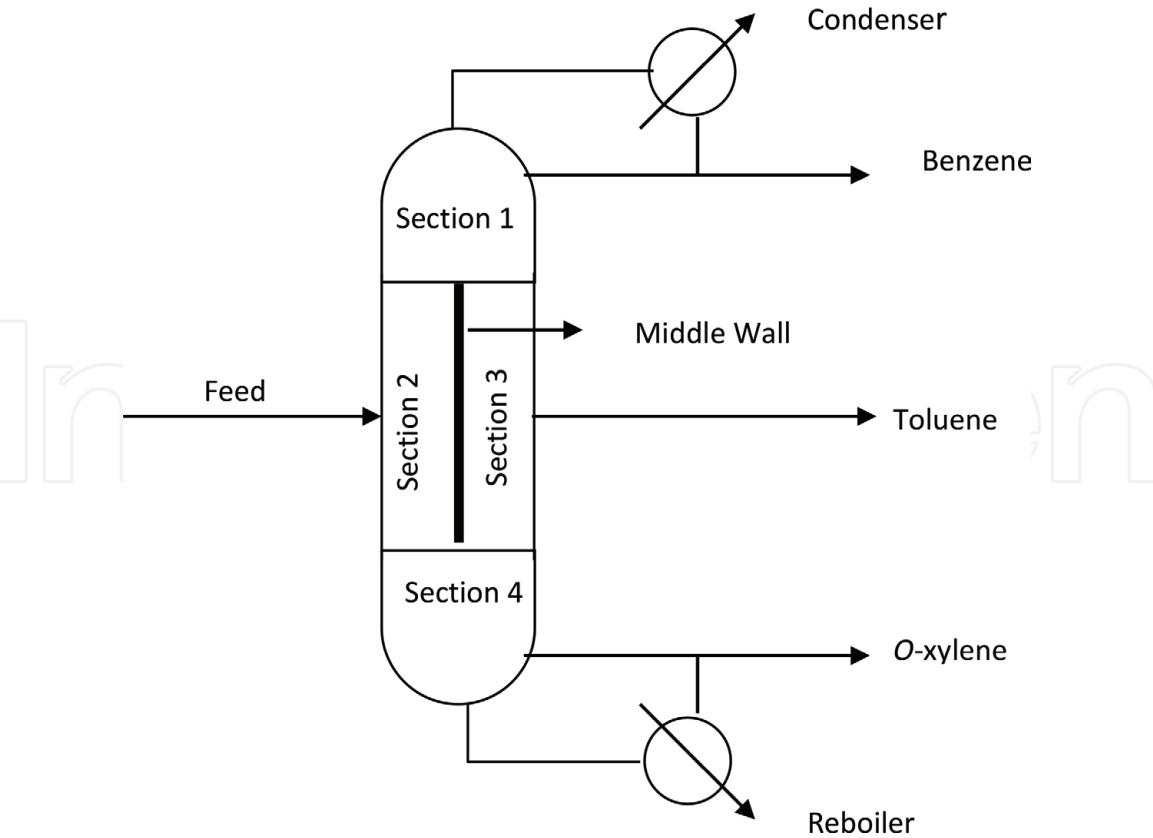 Condenser
Benzene
Section 1
Middle Wall
Feed
Section 2
Section 3
Toluene
Section 4
O-xylene
Reboiler